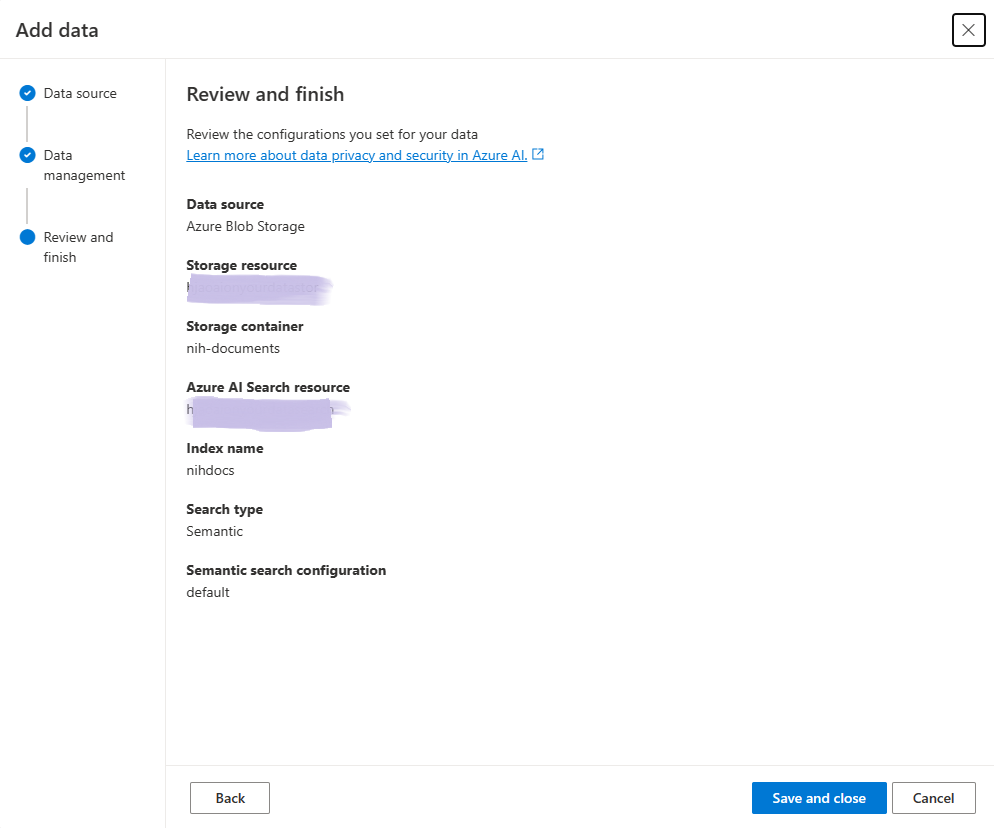 Add data
Data source
Data
management
Review and
finish
Review and finish
Review the configurations you set for your data
Learn more about data privacy and security in Azure AI.
Data source
Azure Blob Storage
Storage resource
Storage container
nih-documents
Azure AI Search resource
Index name
nihdocs
Search type
Semantic
Semantic search configuration
default
Back
Save and close
Cancel